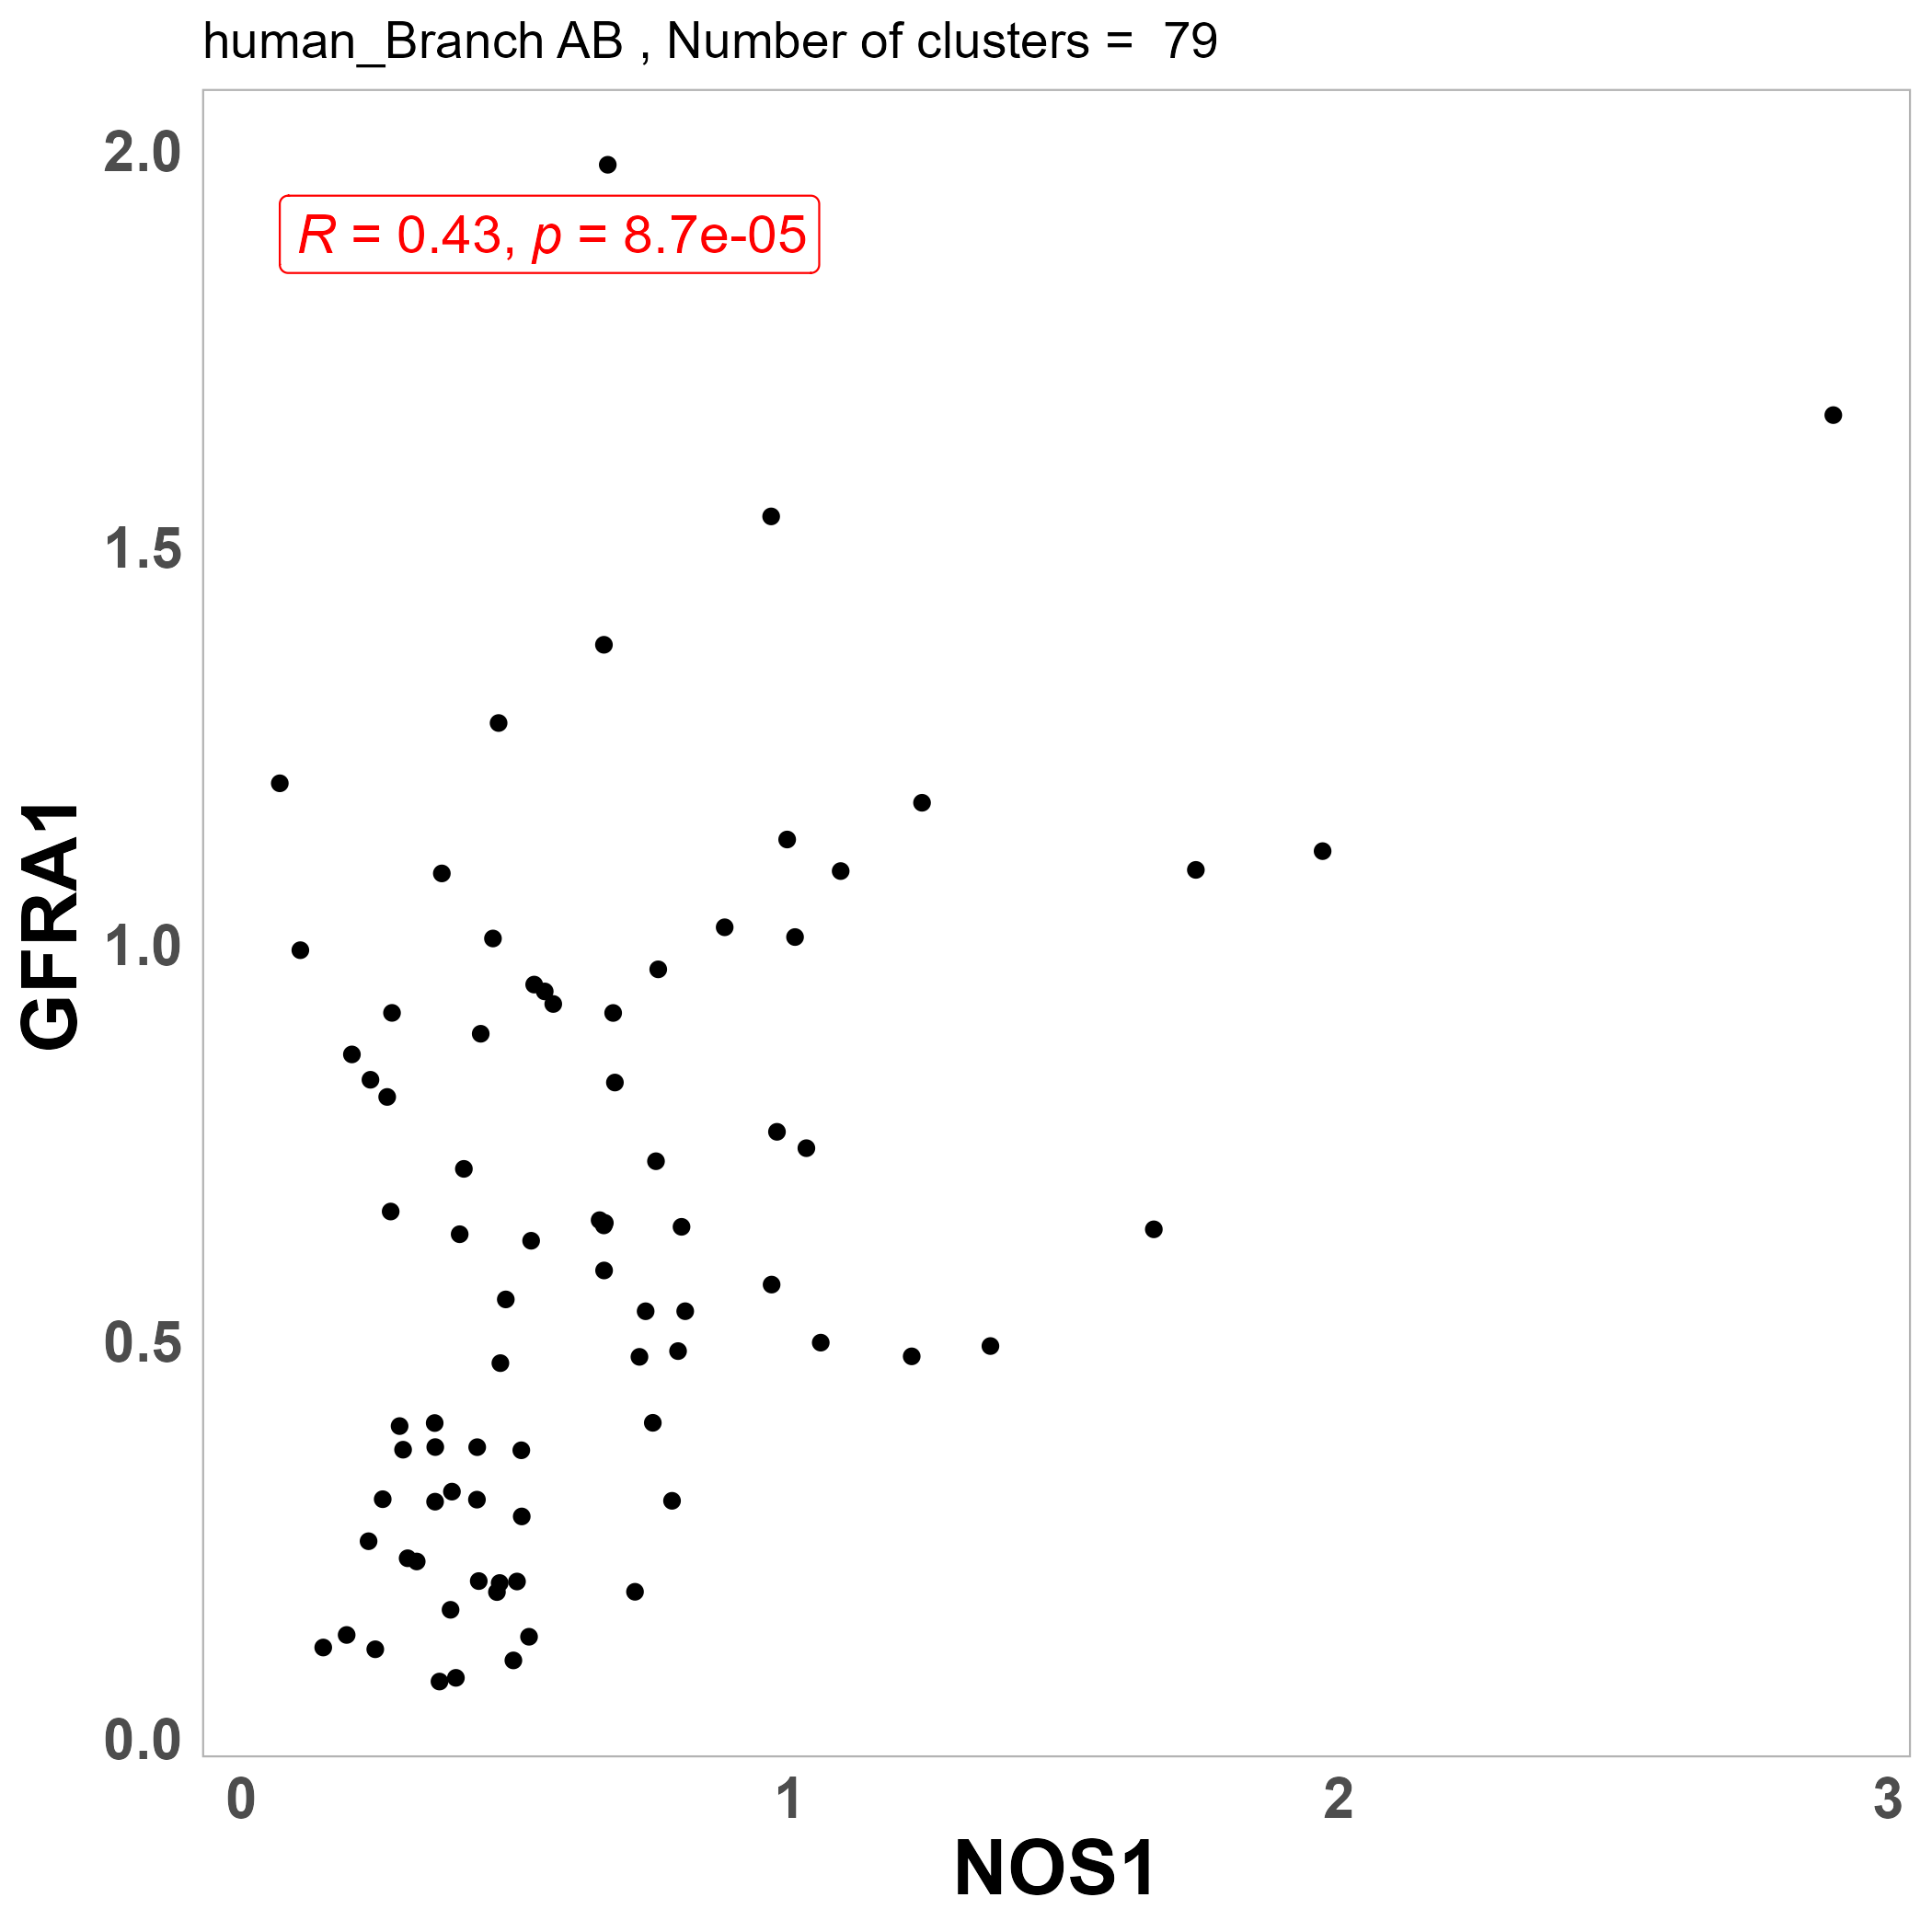 human_Branch AB , Number of clusters =  79
R = 0.43, p = 8.7e-05
2.0
1.5
1.0
0.5
0.0
GFRA1
0 1 2 3
NOS1